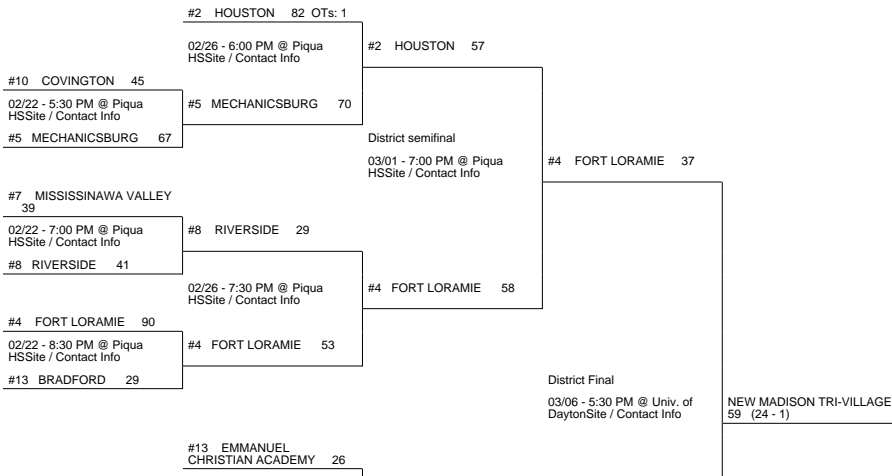 #2 HOUSTON 82 OTs: 1
02/26 - 6:00 PM @ Piqua
HSSite / Contact Info
#2 HOUSTON 57
#10 COVINGTON 45
02/22 - 5:30 PM @ Piqua
HSSite / Contact Info
#5 MECHANICSBURG 70
#5 MECHANICSBURG 67
District semifinal
03/01 - 7:00 PM @ Piqua
HSSite / Contact Info
#4 FORT LORAMIE 37
#7 MISSISSINAWA VALLEY
39
02/22 - 7:00 PM @ Piqua
HSSite / Contact Info
#8 RIVERSIDE 29
#8 RIVERSIDE 41
02/26 - 7:30 PM @ Piqua
HSSite / Contact Info
#4 FORT LORAMIE 58
#4 FORT LORAMIE 90
02/22 - 8:30 PM @ Piqua
HSSite / Contact Info
#4 FORT LORAMIE 53
#13 BRADFORD 29
District Final
03/06 - 5:30 PM @ Univ. of
DaytonSite / Contact Info
NEW MADISON TRI-VILLAGE
59 (24 - 1)
#13 EMMANUEL
CHRISTIAN ACADEMY 26